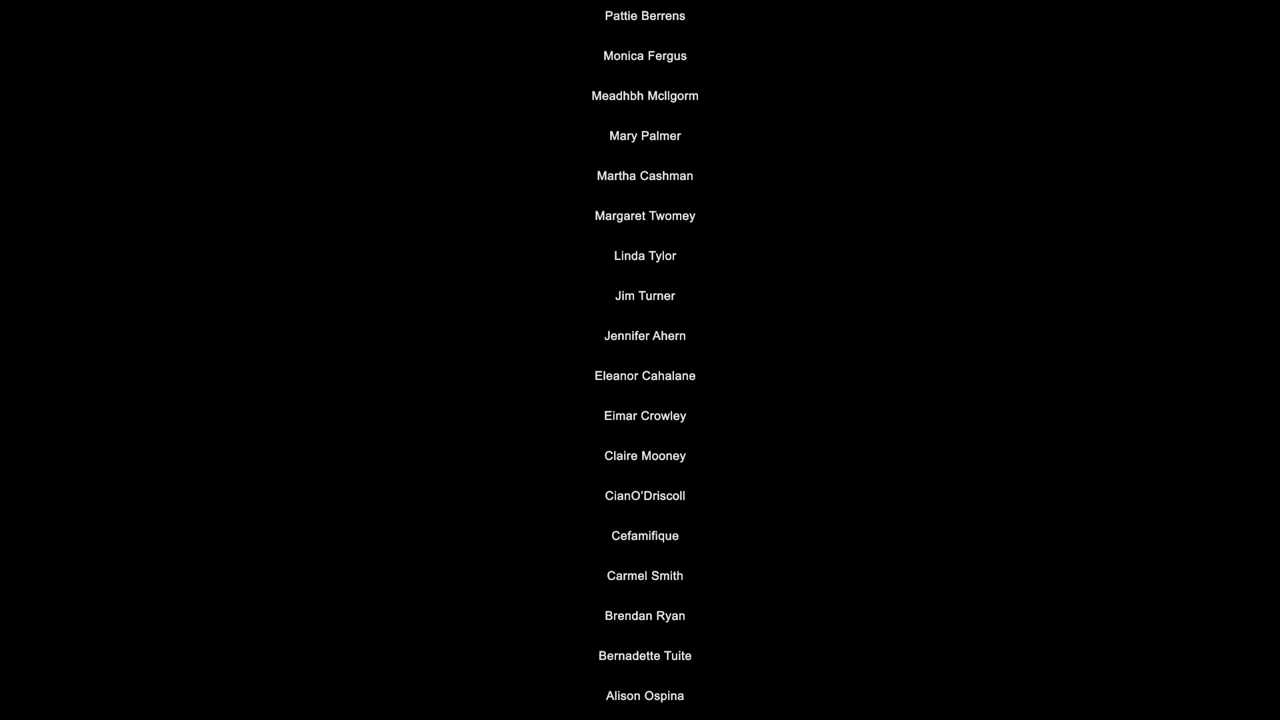 Pattie Berrens
Monica Fergus
Meadhbh McIlgorm
Mary Palmer
Martha Cashman
Margaret Twomey
Linda Tylor
Jim Turner
Jennifer Ahern
Eleanor Cahalane
Eimar Crowley
Claire Mooney
CianO'Driscoll
Cefamifique
Carmel Smith
Brendan Ryan
Bernadette Tuite
Alison Ospina